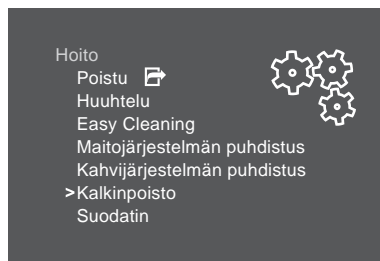 Hoito
Poistu
Huuhtelu
Easy Cleaning
Maitojärjestelmän puhdistus
Kahvijärjestelmän puhdistus
>Kalkinpoisto
Suodatin